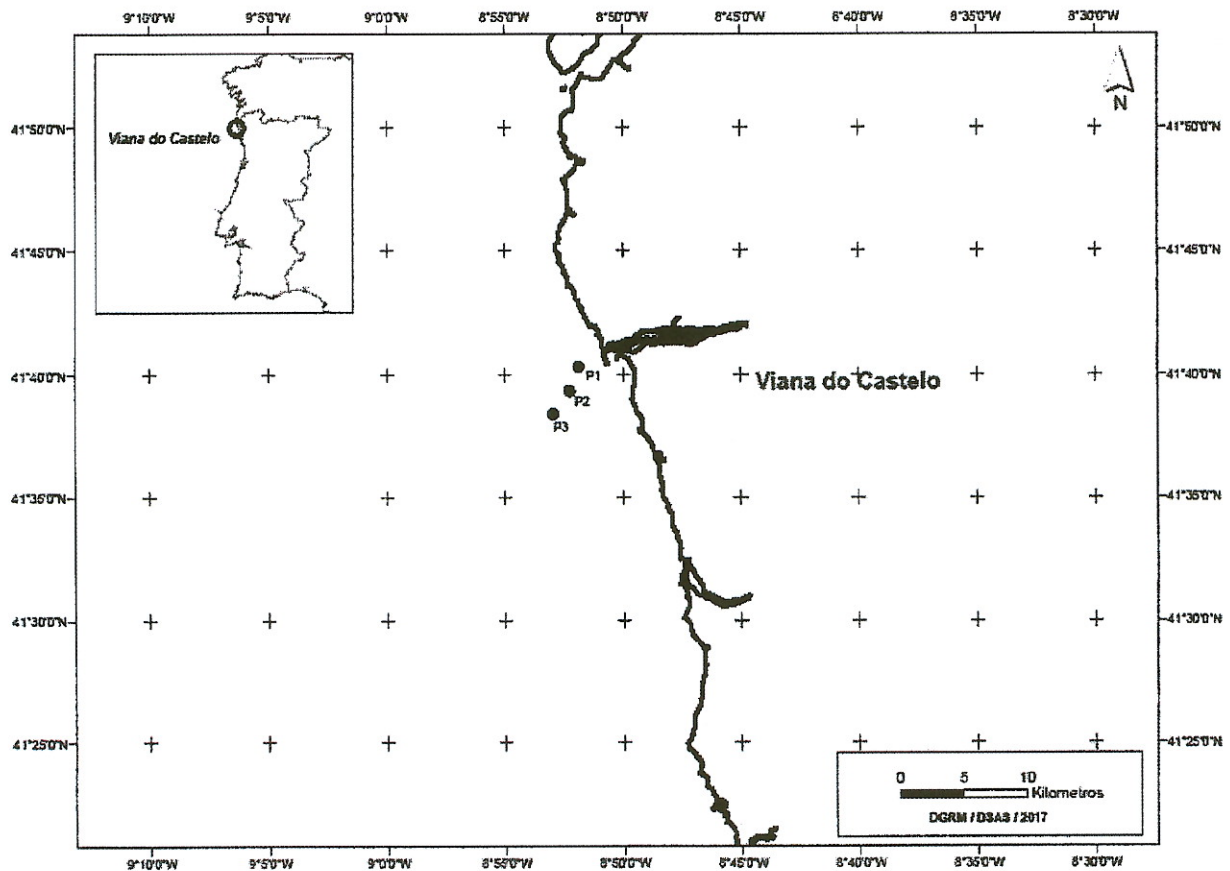 9°10'0"W 9°5'0"W 9°0'0"W 8°55'0"W 8°50'0"W 8°45'0"W 8°40'0"W 8°35'0"W 8°30'0"W
N
Viana do Castelo
41°50'0"N 41°50'0"N
41°45'0"N 41°45'0"N
41°40'0"N 41°40'0"N
P1
Viana do Castelo
P2
P3
41°35'0"N 41°35'0"N
41°30'0"N 41°30'0"N
41°25'0"N 41°25'0"N
0 5 10
Kilometros
DGRM / DSAS / 2017
9°10'0"W 9°5'0"W 9°0'0"W 8°55'0"W 8°50'0"W 8°45'0"W 8°40'0"W 8°35'0"W 8°30'0"W